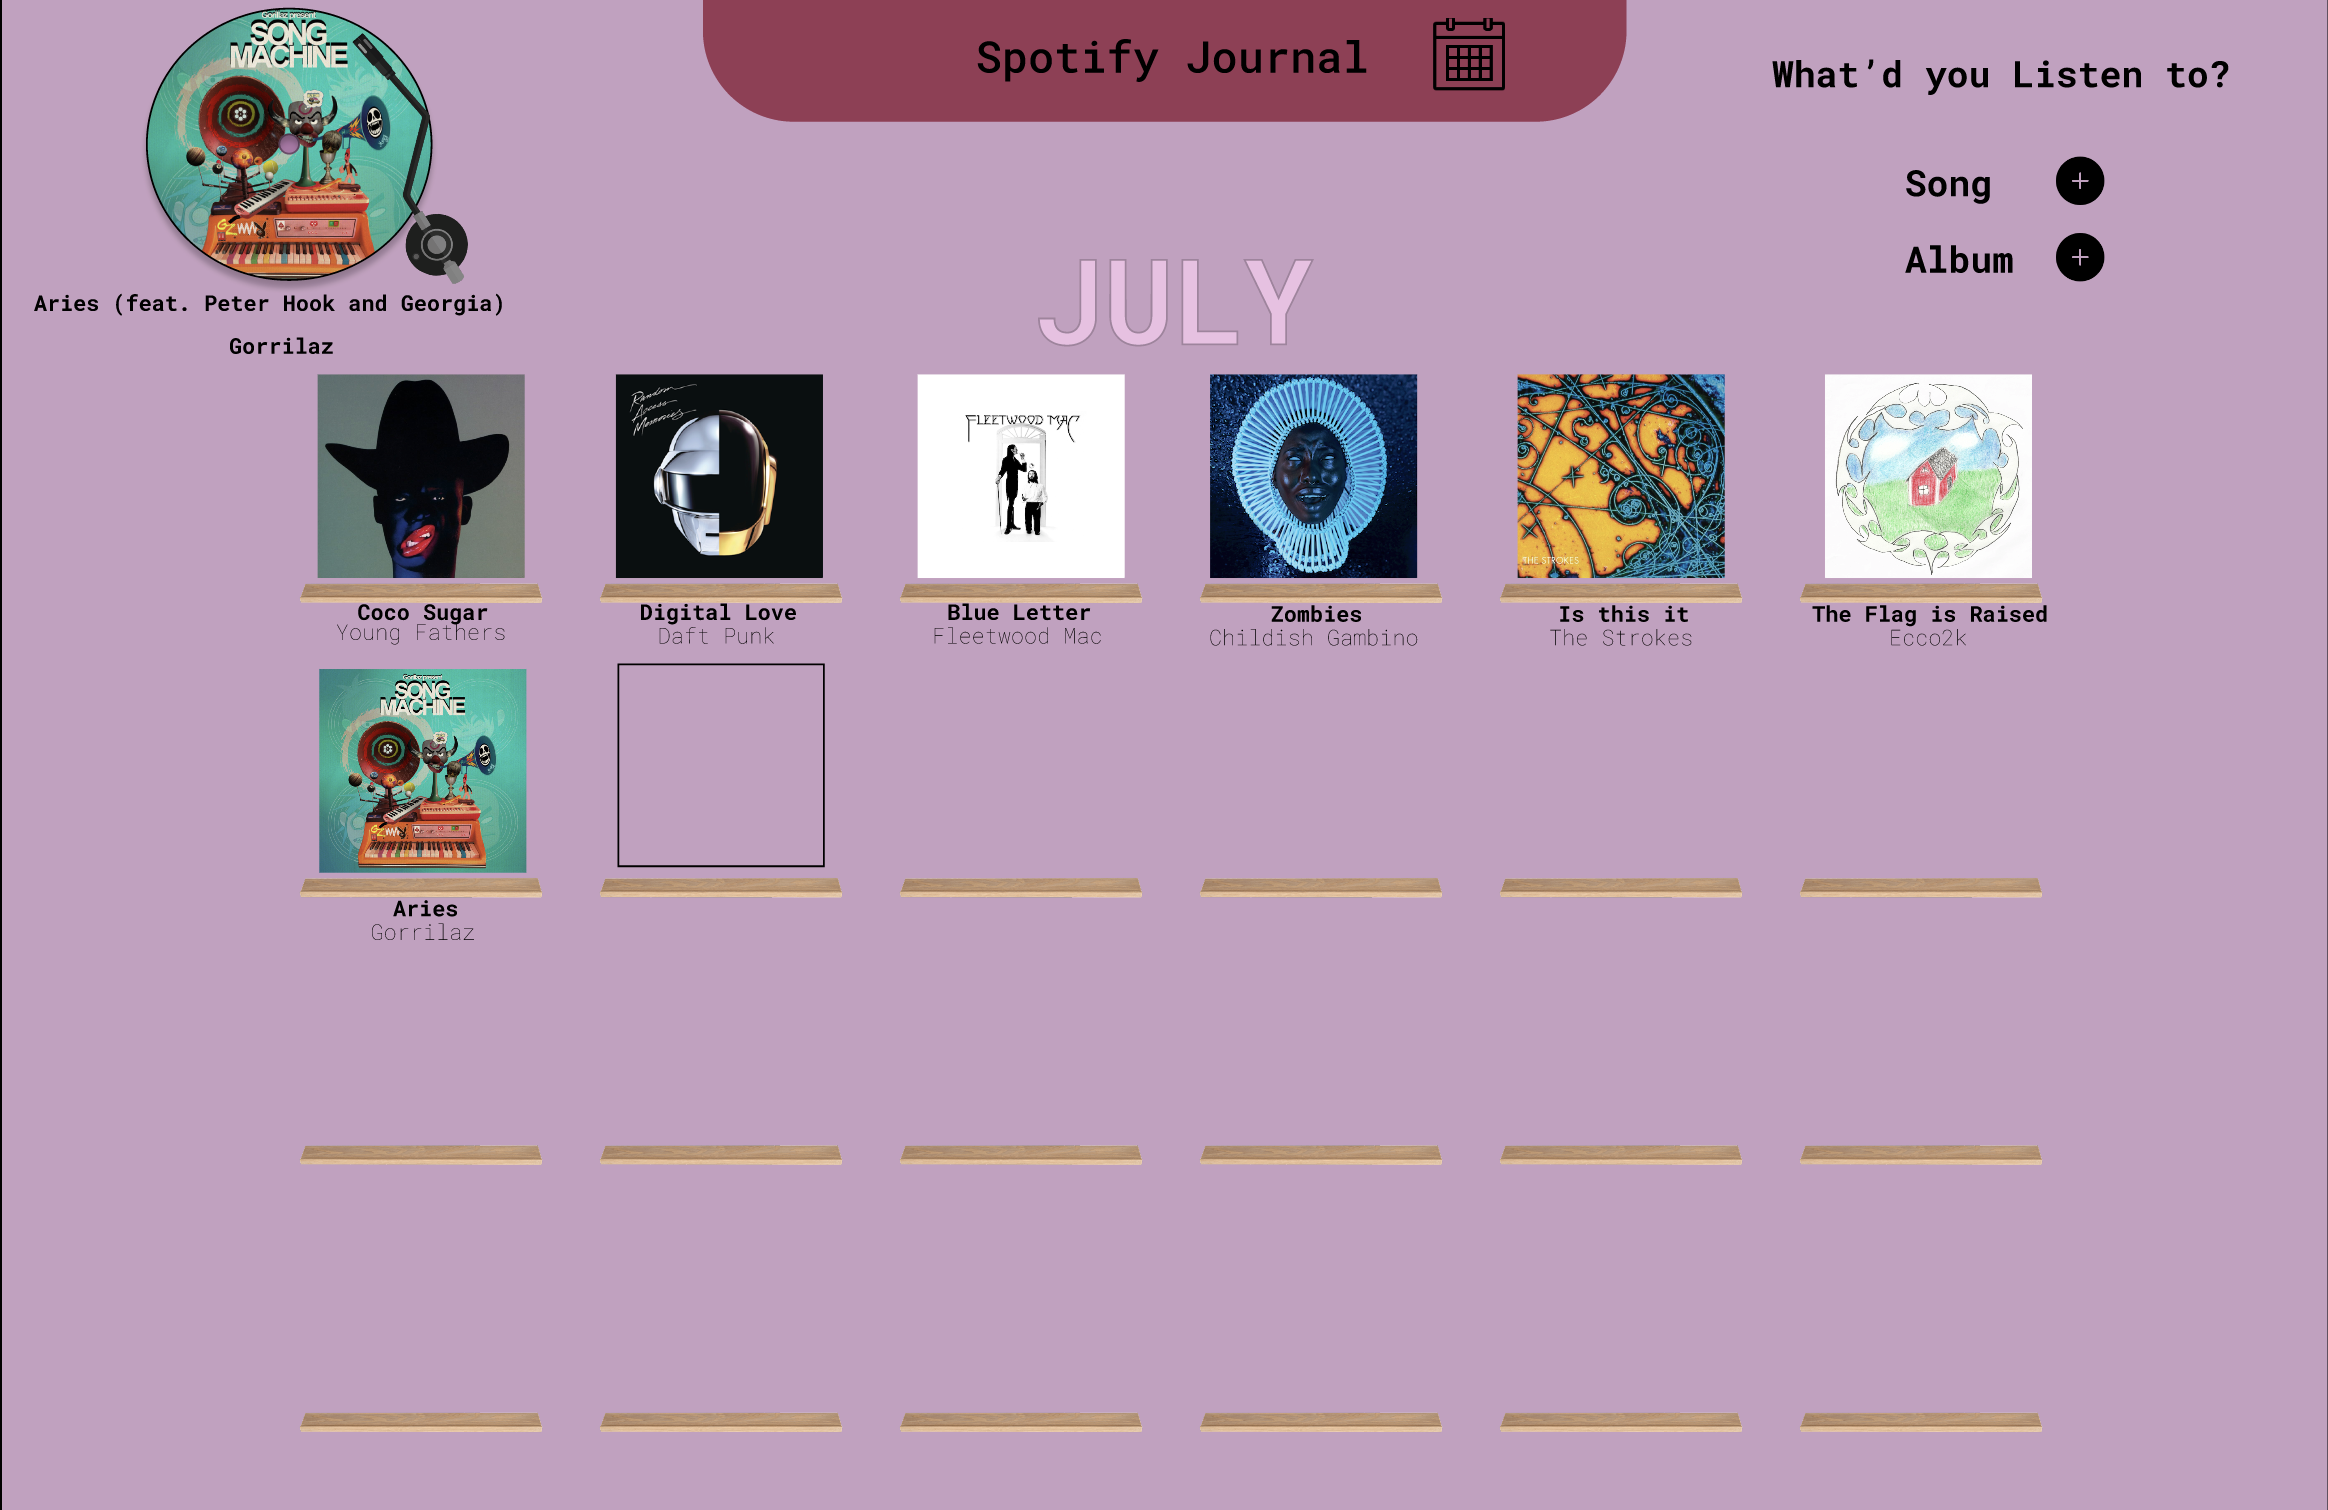 Gorillaz present
SONG
MACHINE
Aries (feat. Peter Hook and Georgia)
Gorrilaz
Spotify Journal
What’d you Listen to?
Song
Album
JULY
Random
Access
Memories
FLEETWOOD MAC
THE STROKES
Coco Sugar
Young Fathers
Digital Love
Daft Punk
Blue Letter
Fleetwood Mac
Zombies
Childish Gambino
Is this it
The Strokes
The Flag is Raised
Ecco2k
Gorillaz present
SONG
MACHINE
Aries
Gorrilaz